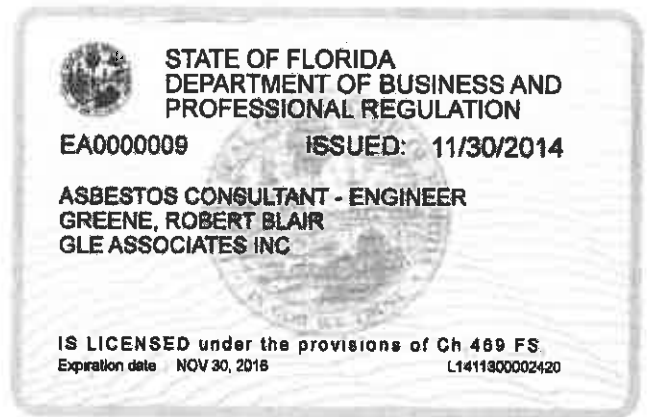 STATE OF FLORIDA
DEPARTMENT OF BUSINESS AND
PROFESSIONAL REGULATION
EA0000009 ISSUED: 11/30/2014
ASBESTOS CONSULTANT - ENGINEER
GREENE, ROBERT BLAIR
GLE ASSOCIATES INC
IS LICENSED under the provisions of Ch 469 FS.
Expiration date NOV 30, 2016 L1411300002420